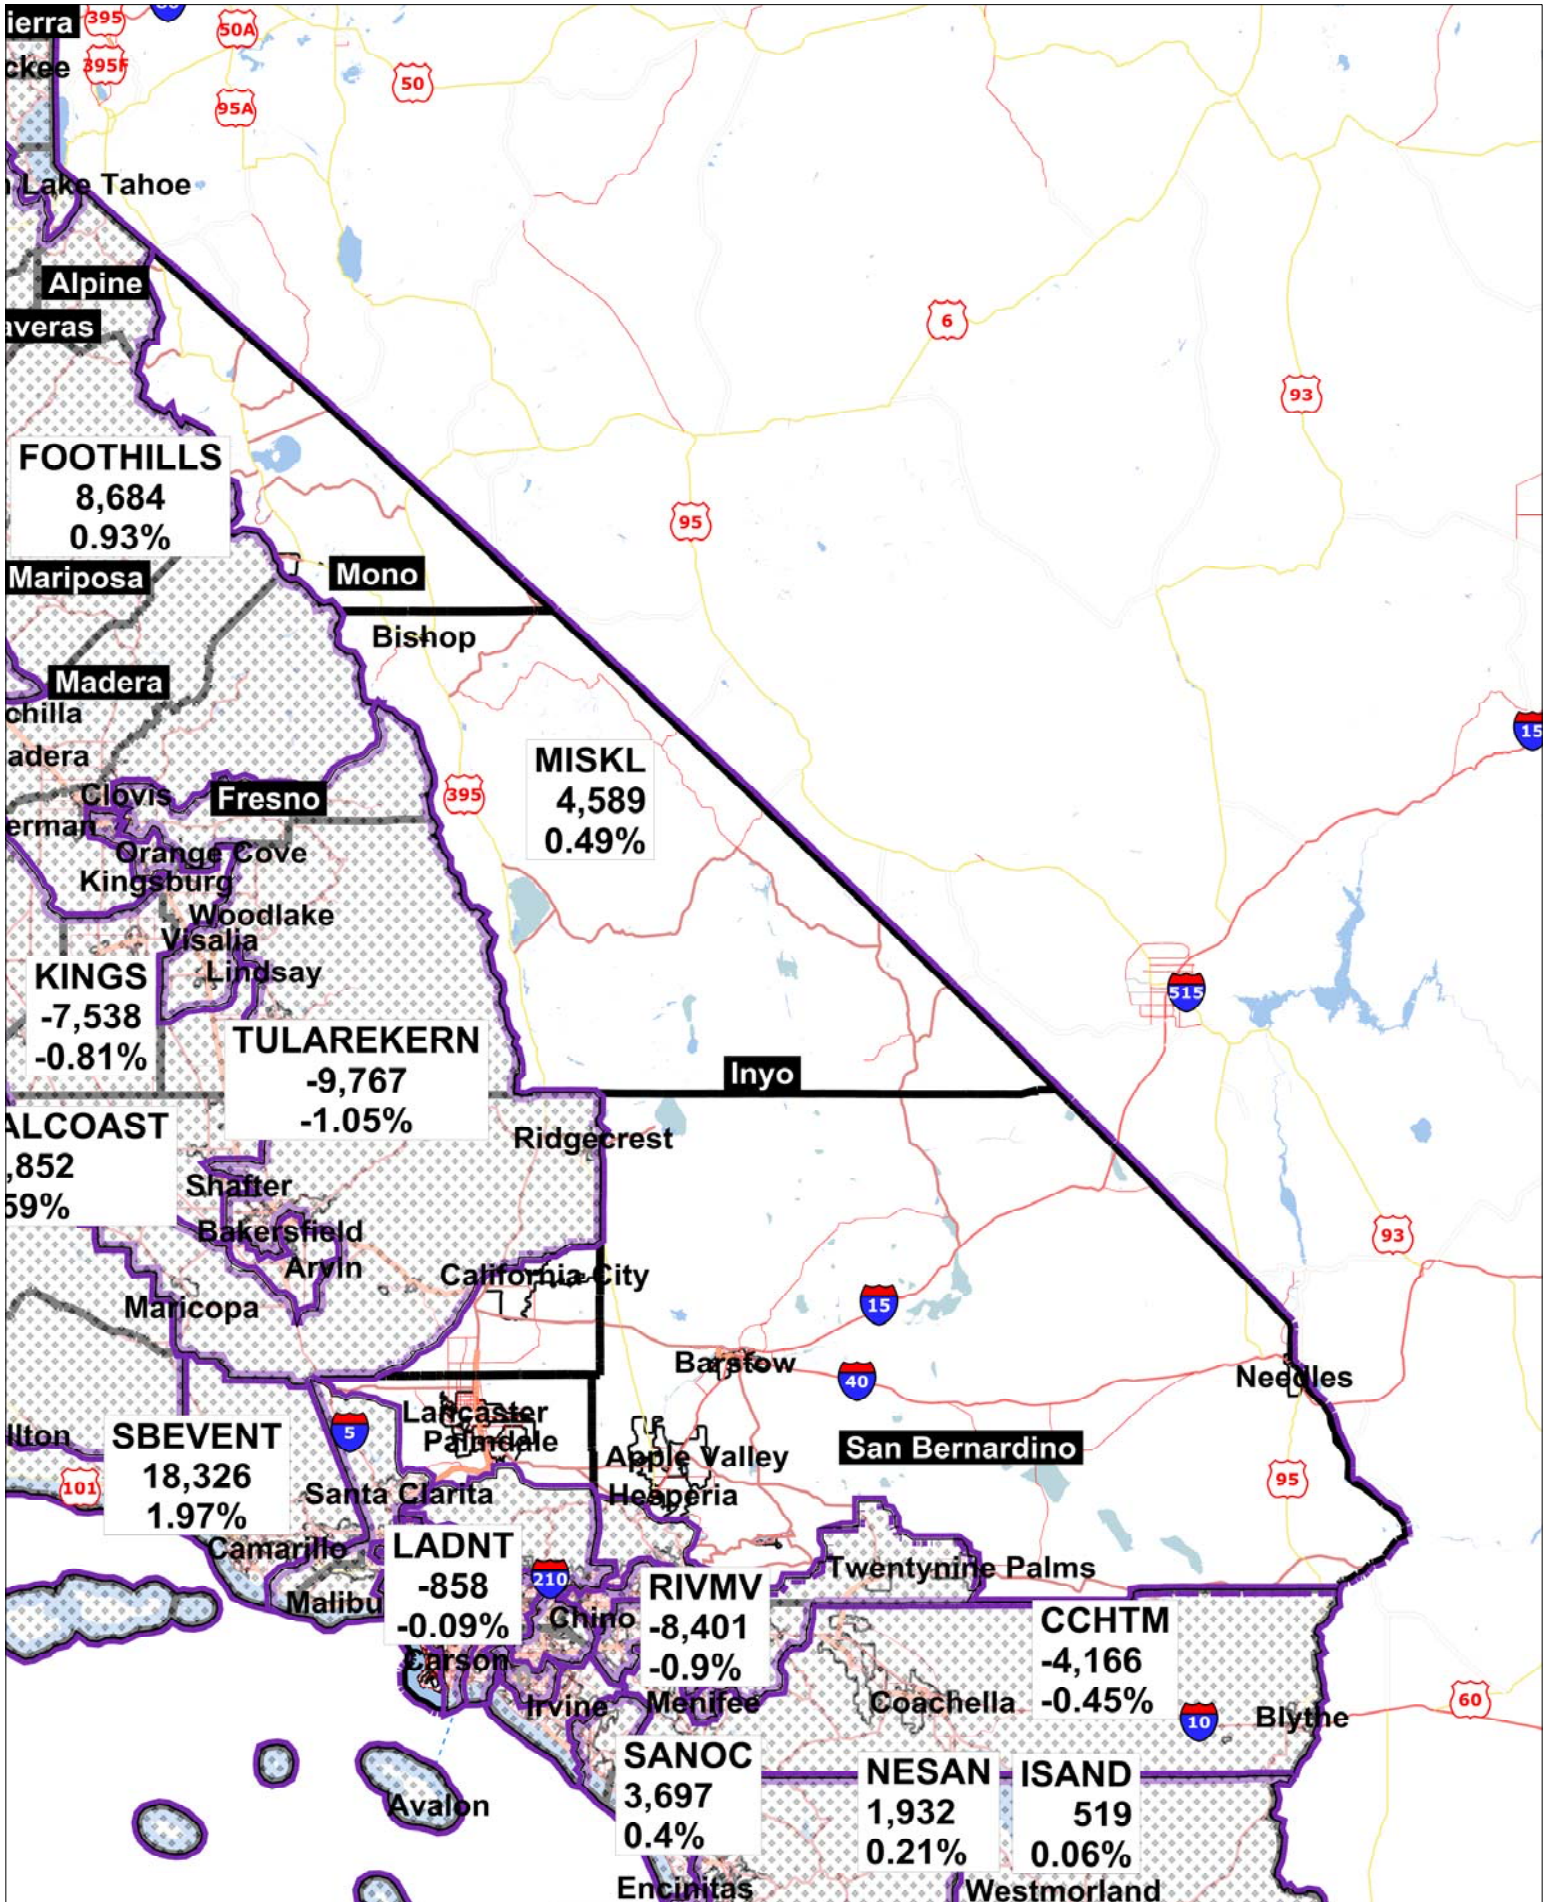 ierra
395
80
50A
ckee
395F
50
95A
Lake Tahoe
Alpine
averas
6
93
FOOTHILLS
8,684
0.93%
95
Mariposa
Mono
Bishop
Madera
chilla
adera
15
MISKL
4,589
0.49%
395
Clovis
Fresno
erman
Orange Cove
Kingsburg
Woodlake
Visalia
Lindsay
KINGS
-7,538
-0.81%
515
TULAREKERN
-9,767
-1.05%
Inyo
ALCOAST
,852
59%
Ridgecrest
Shafter
Bakersfield
Arvin
93
California City
Maricopa
15
Barstow
40
Needles
Lancaster
Palmdale
5
llton
SBEVENT
18,326
1.97%
Apple Valley
San Bernardino
101
Santa Clarita
Hesperia
95
Camarillo
LADNT
-858
-0.09%
210
Twentynine Palms
Malibu
Chino
RIVMV
-8,401
-0.9%
CCHTM
-4,166
-0.45%
Carson
Irvine
Menifee
Coachella
10
Blythe
60
SANOC
3,697
0.4%
NESAN
1,932
0.21%
ISAND
519
0.06%
Avalon
Encinitas
Westmorland